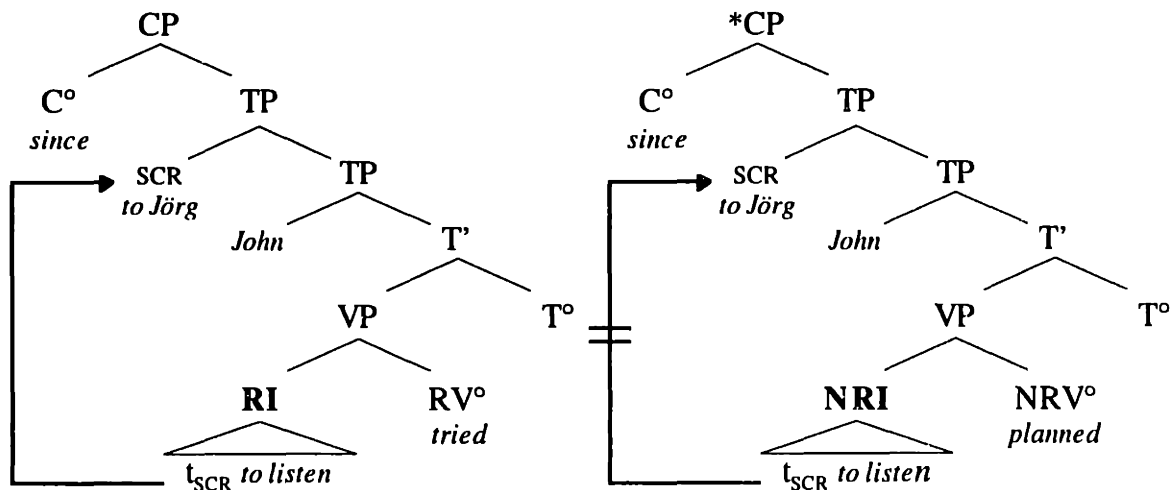 CP *CP
C° TP C° TP
since since
SCR TP SCR TP
to Jörg to Jörg
John T’ John T’
VP T° VP T°
RI RV° NRI NRV°
tried planned
tSCR to listen tSCR to listen